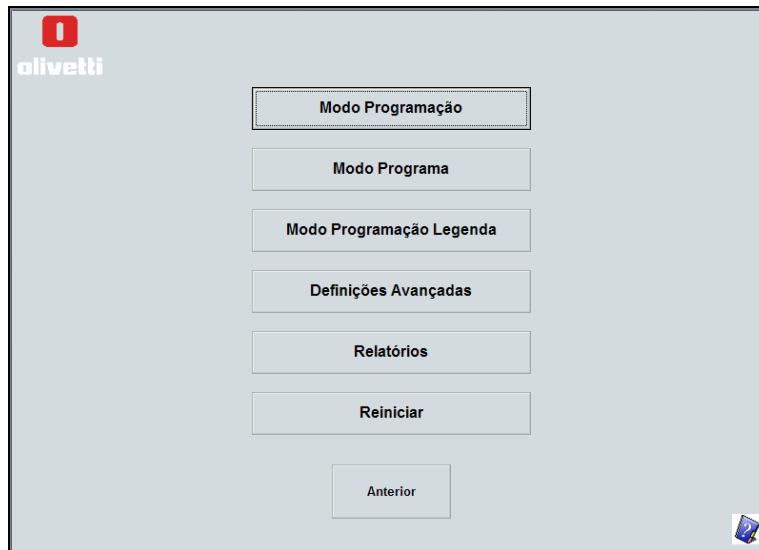 olivetti
Modo Programação
Modo Programa
Modo Programação Legenda
Definições Avançadas
Relatórios
Reiniciar
Anterior
?